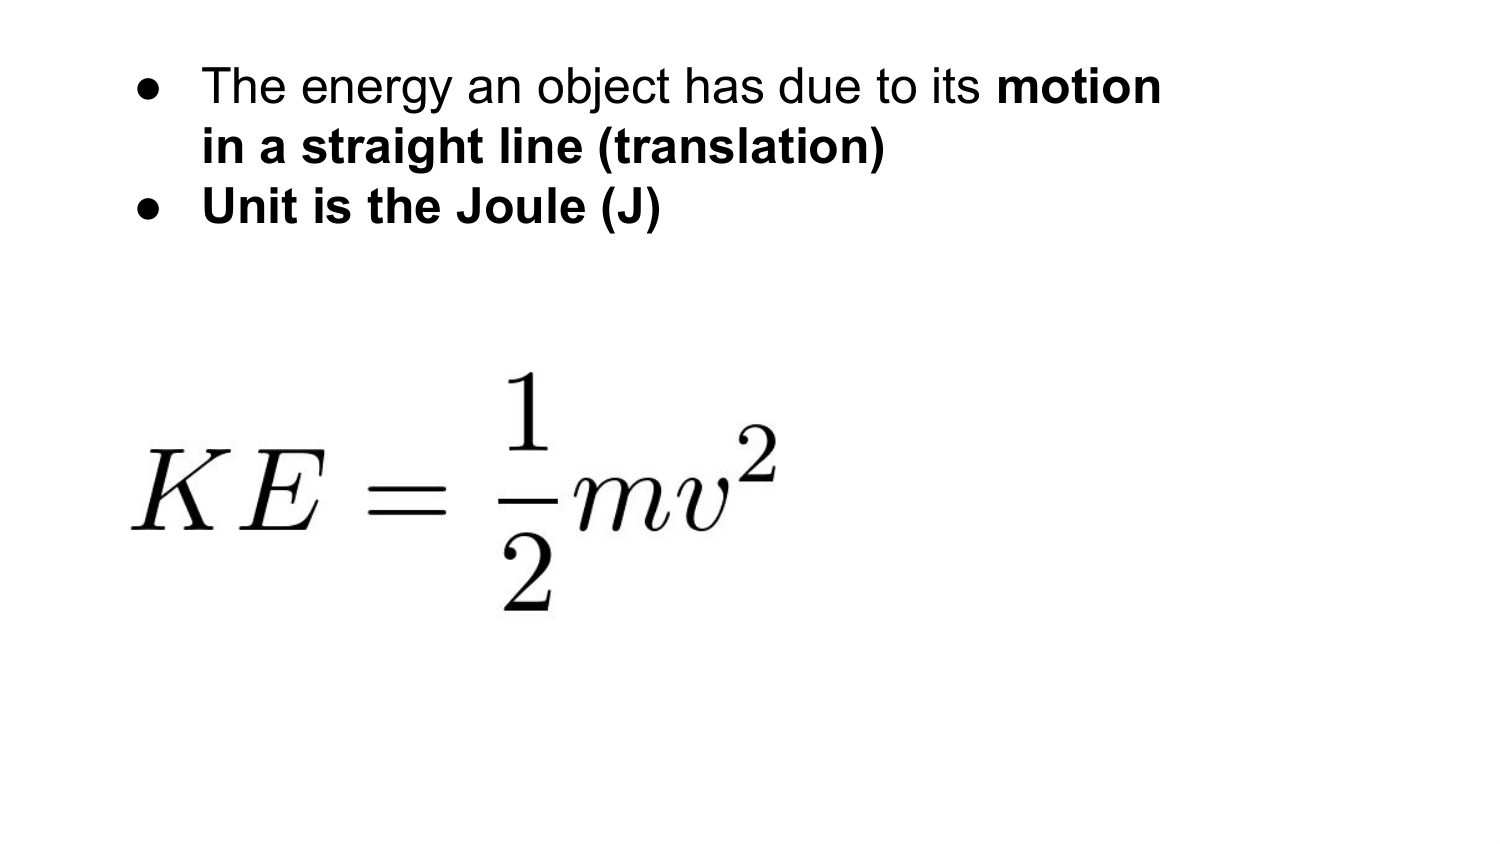 ● The energy an object has due to its motion
in a straight line (translation)
● Unit is the Joule (J)
KE = \frac{1}{2}mv^2